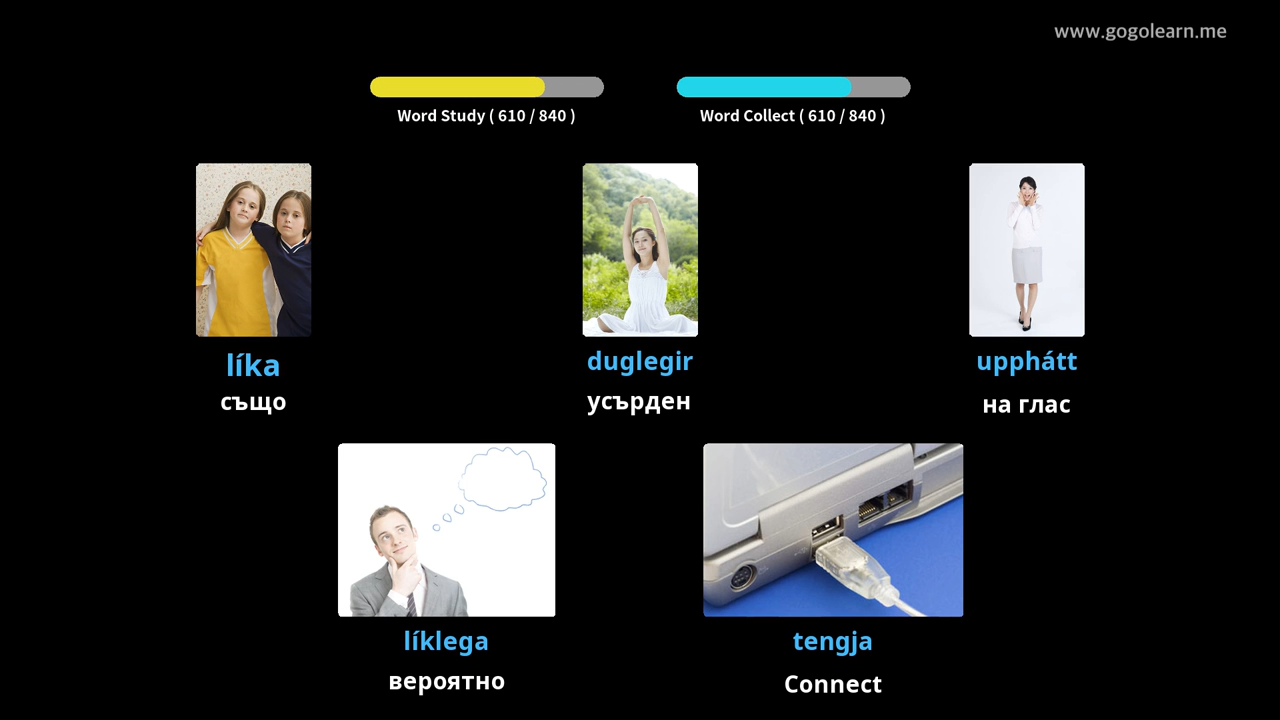 www.gogolearn.me
Word Study ( 610 / 840 )
Word Collect ( 610 / 840 )
líka
също
duglegir
усърден
upphátt
на глас
líklega
вероятно
tengja
Connect